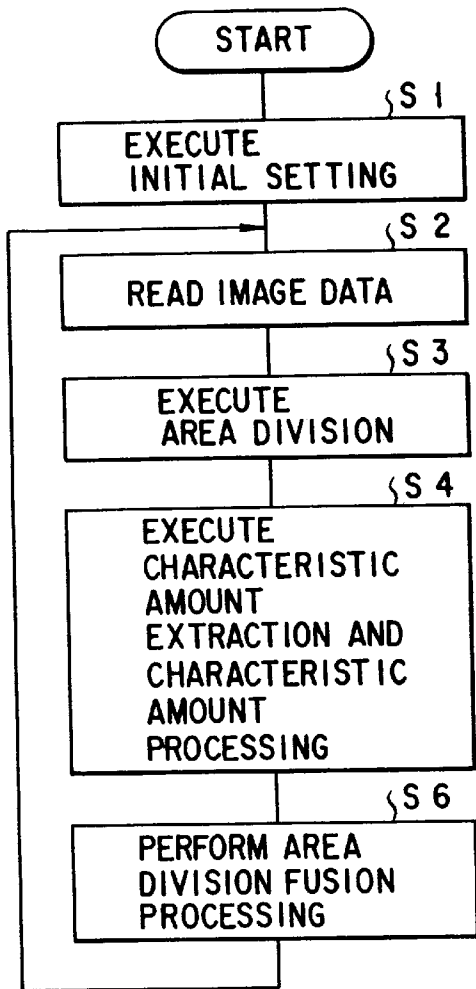 START
S 1
EXECUTE
INITIAL SETTING
S 2
READ IMAGE DATA
S 3
EXECUTE
AREA DIVISION
S 4
EXECUTE
CHARACTERISTIC
AMOUNT
EXTRACTION AND
CHARACTERISTIC
AMOUNT
PROCESSING
S 6
PERFORM AREA
DIVISION FUSION
PROCESSING